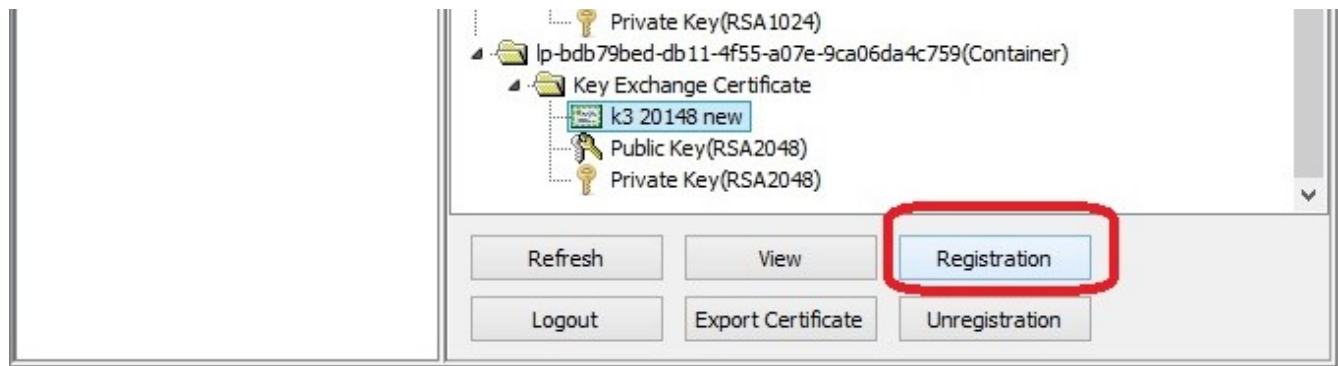 Private Key(RSA1024)
lp-bdb79bed-db11-4f55-a07e-9ca06da4c759(Container)
Key Exchange Certificate
k3 20148 new
Public Key(RSA2048)
Private Key(RSA2048)
Refresh View Registration
Logout Export Certificate Unregistration